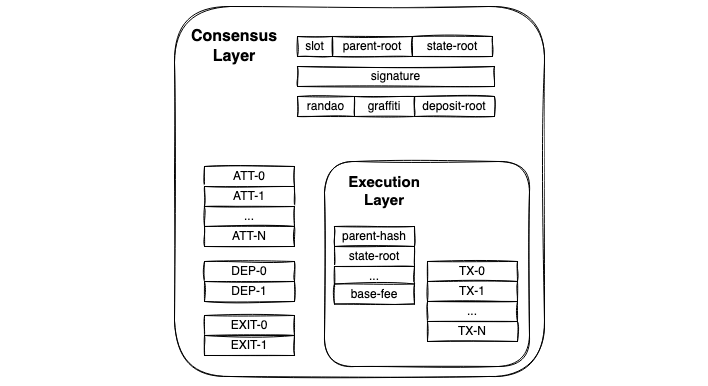 Consensus
Layer
slot parent-root state-root
signature
randao graffiti deposit-root
ATT-0
ATT-1
...
ATT-N
DEP-0
DEP-1
EXIT-0
EXIT-1
Execution
Layer
parent-hash
state-root
...
base-fee
TX-0
TX-1
...
TX-N